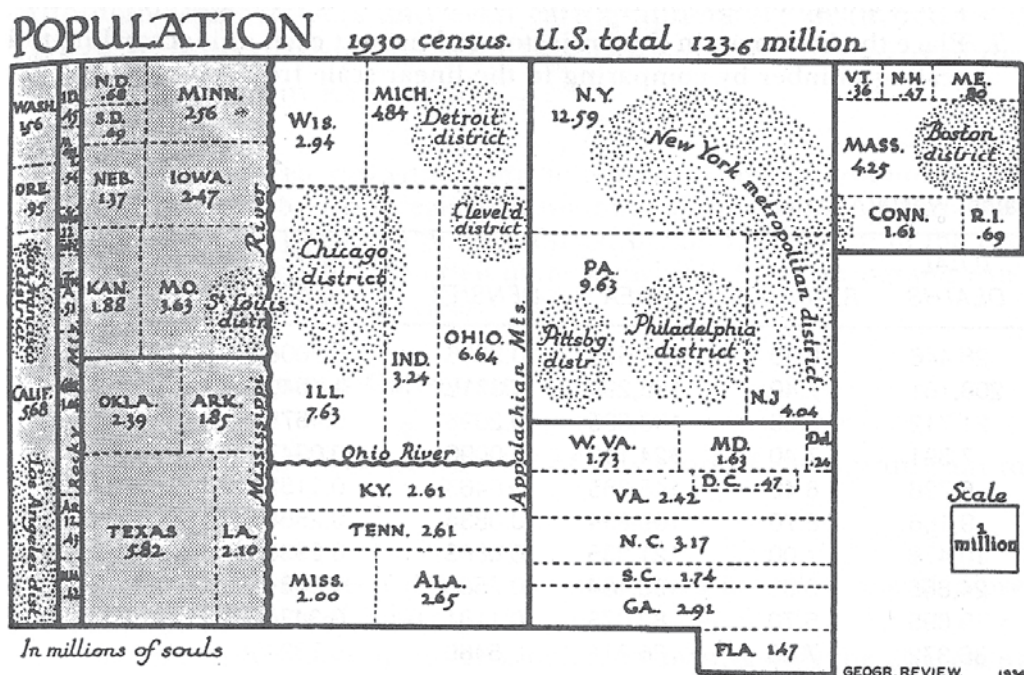 POPULATION 1930 census. U.S. total 123.6 million
WASH.
1.56
ORE.
.95
San Francisco
district
CALIF.
5.68
Los Angeles dist.
Rocky Mts
N.D.
.68
S.D.
.69
MINN.
2.56
NEB.
1.37
IOWA.
2.47
KAN.
1.88
MO.
3.63
St Louis
distr
OKLA.
2.39
ARK.
1.85
TEXAS
5.82
LA.
2.10
Mississippi River
WIS.
2.94
MICH.
4.84
Detroit
district
Chicago
district
Clevel'd
district
ILL.
7.63
IND.
3.24
OHIO.
6.64
Ohio River
Appalachian Mts.
KY. 2.61
TENN. 2.61
MISS.
2.00
ALA.
2.65
N.Y.
12.59
New York metropolitan district
PA.
9.63
Pittsbg
distr
Philadelphia
district
N.J
4.04
W. VA.
1.73
MD.
1.63
Del.
.24
D.C. .47
VA. 2.42
N.C. 3.17
S.C. 1.74
GA. 2.91
FLA. 1.47
VT.
.36
N.H.
.47
ME.
.80
MASS.
4.25
Boston
district
CONN.
1.61
R.I.
.69
Scale
1
million
In millions of souls
GEOGR. REVIEW 1934